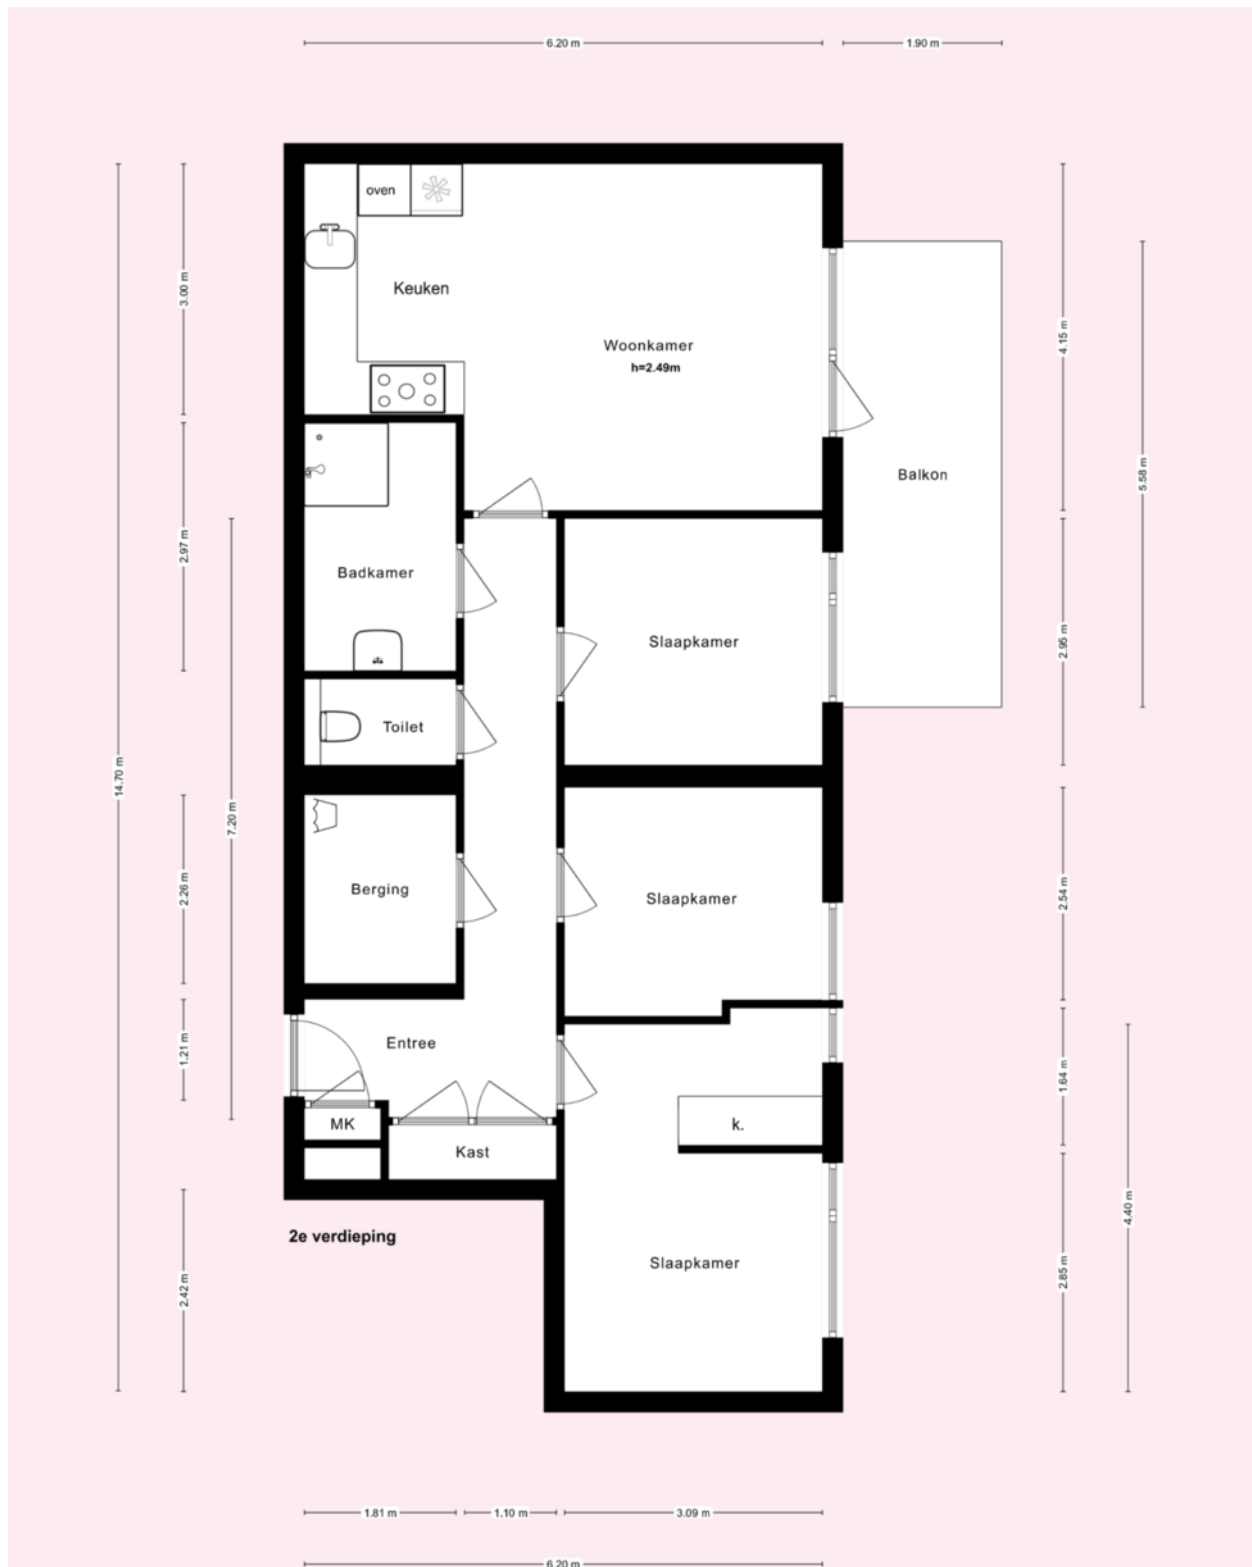 6.20 m
1.90 m
oven
Keuken
3.00 m
Woonkamer
h=2.49m
4.15 m
Balkon
5.58 m
2.97 m
Badkamer
Slaapkamer
2.95 m
Toilet
14.70 m
7.20 m
Berging
2.26 m
Slaapkamer
2.54 m
Entree
1.21 m
1.64 m
MK
k.
Kast
4.40 m
2e verdieping
Slaapkamer
2.42 m
2.85 m
1.81 m
1.10 m
3.09 m
6.20 m